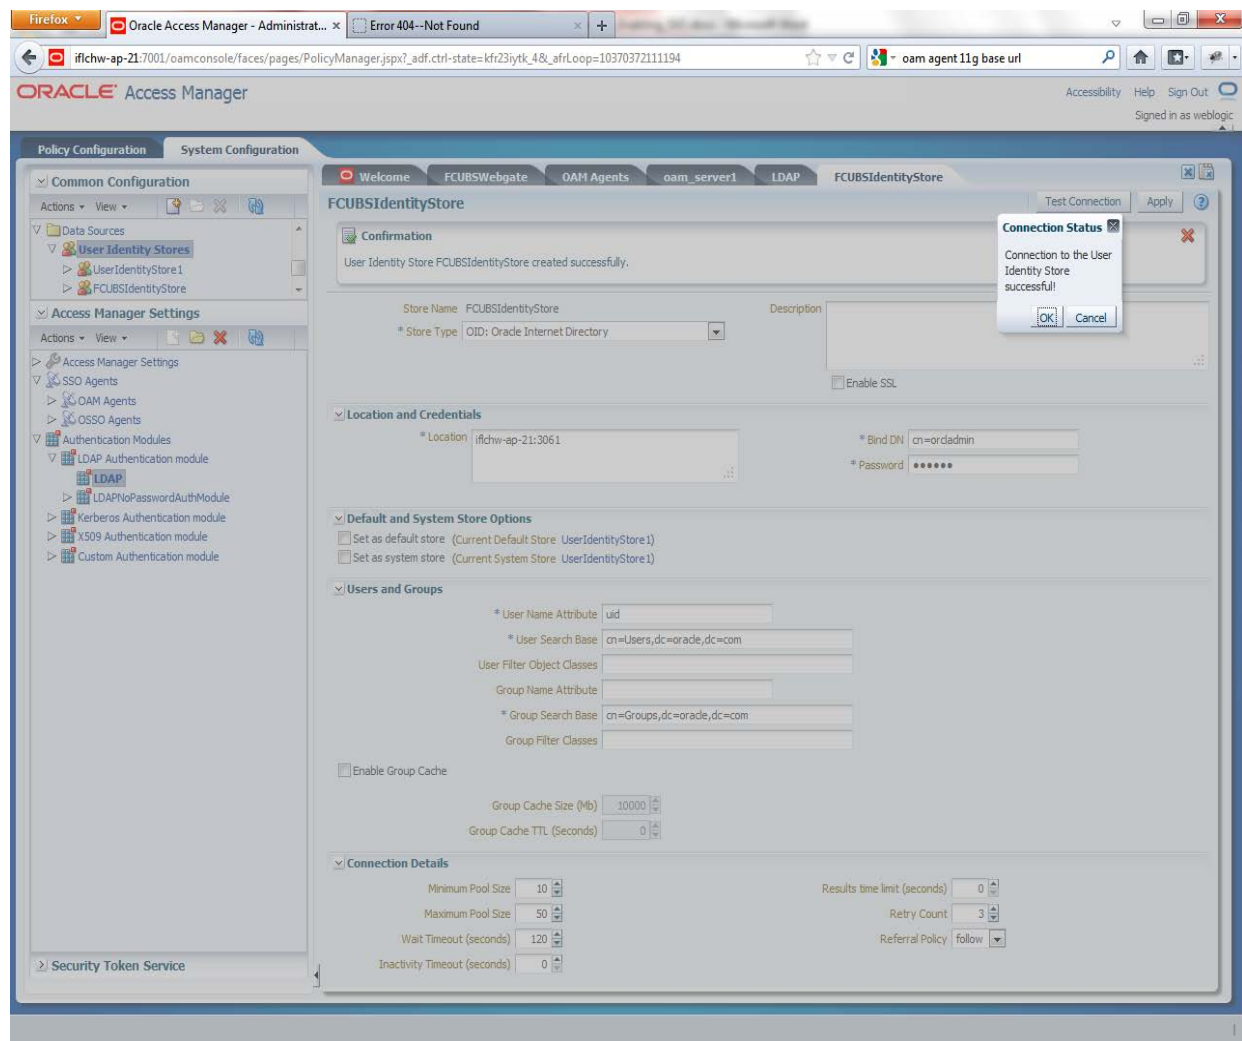 Firefox
Oracle Access Manager - Administrat... ×
Error 404--Not Found ×
+
iflchw-ap-21:7001/oamconsole/faces/pages/PolicyManager.jspx?_adf.ctrl-state=kfr23iytk_4&_afrLoop=10370372111194
oam agent 11g base url
ORACLE Access Manager
Accessibility Help Sign Out
Signed in as weblogic
Policy Configuration System Configuration
Common Configuration
Actions View
Data Sources
User Identity Stores
UserIdentityStore1
FCUBSIdentityStore
Access Manager Settings
Actions View
Access Manager Settings
SSO Agents
OAM Agents
OSSO Agents
Authentication Modules
LDAP Authentication module
LDAP
LDAPNoPasswordAuthModule
Kerberos Authentication module
X509 Authentication module
Custom Authentication module
Security Token Service
Welcome FCUBSWebgate OAM Agents oam_server1 LDAP FCUBSIdentityStore
FCUBSIdentityStore
Test Connection Apply
Confirmation
User Identity Store FCUBSIdentityStore created successfully.
Connection Status
Connection to the User
Identity Store
successful!
OK Cancel
Store Name FCUBSIdentityStore
Description
* Store Type OID: Oracle Internet Directory
Enable SSL
Location and Credentials
* Location iflchw-ap-21:3061
* Bind DN cn=orcladmin
* Password ••••••
Default and System Store Options
Set as default store (Current Default Store UserIdentityStore1)
Set as system store (Current System Store UserIdentityStore1)
Users and Groups
* User Name Attribute uid
* User Search Base cn=Users,dc=oracle,dc=com
User Filter Object Classes
Group Name Attribute
* Group Search Base cn=Groups,dc=oracle,dc=com
Group Filter Classes
Enable Group Cache
Group Cache Size (Mb) 10000
Group Cache TTL (Seconds) 0
Connection Details
Minimum Pool Size 10
Results time limit (seconds) 0
Maximum Pool Size 50
Retry Count 3
Wait Timeout (seconds) 120
Referral Policy follow
Inactivity Timeout (seconds) 0